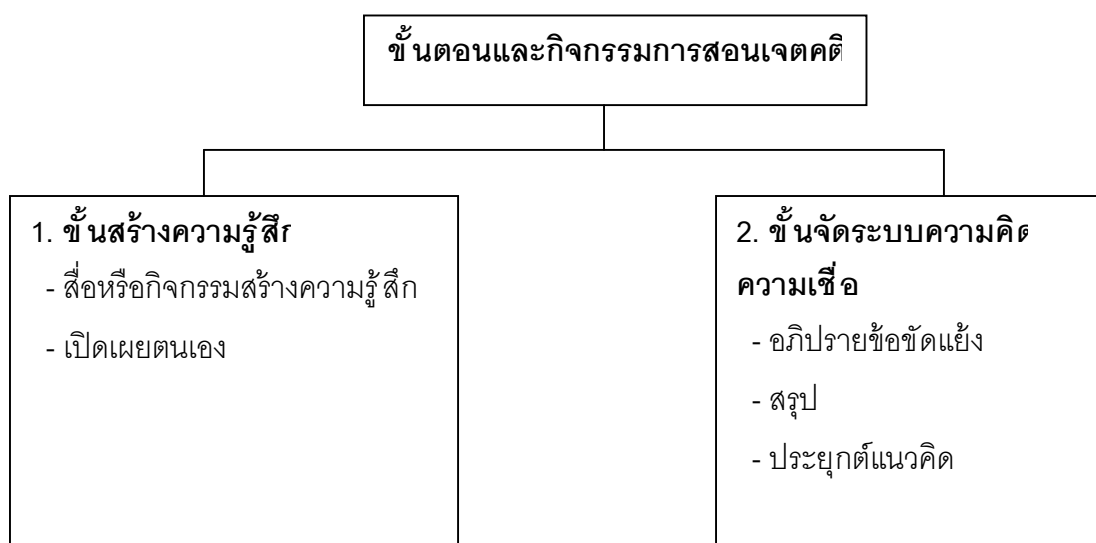 ขั้นตอนและกิจกรรมการสอนเจตคติ
1. ขั้นสร้างความรู้สึก
- สื่อหรือกิจกรรมสร้างความรู้สึก
- เปิดเผยตนเอง
2. ขั้นจัดระบบความคิด
ความเชื่อ
- อภิปรายข้อขัดแย้ง
- สรุป
- ประยุกต์แนวคิด